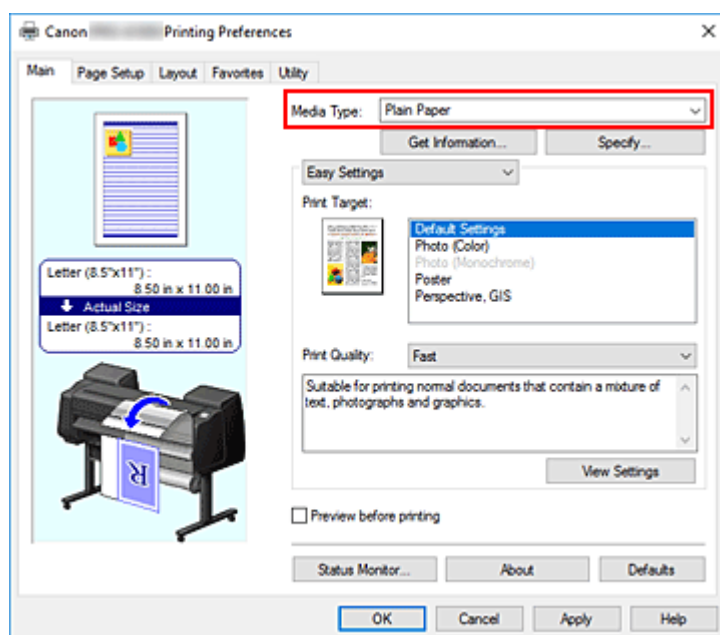 Canon Printing Preferences
Main Page Setup Layout Favorites Utility
Media Type: Plain Paper
Get Information... Specify...
Easy Settings
Print Target:
Default Settings
Photo (Color)
Photo (Monochrome)
Poster
Perspective, GIS
Letter (8.5"x11") :
8.50 in x 11.00 in
Actual Size
Letter (8.5"x11") :
8.50 in x 11.00 in
Print Quality: Fast
Suitable for printing normal documents that contain a mixture of
text, photographs and graphics.
R
View Settings
Preview before printing
Status Monitor... About Defaults
OK Cancel Apply Help